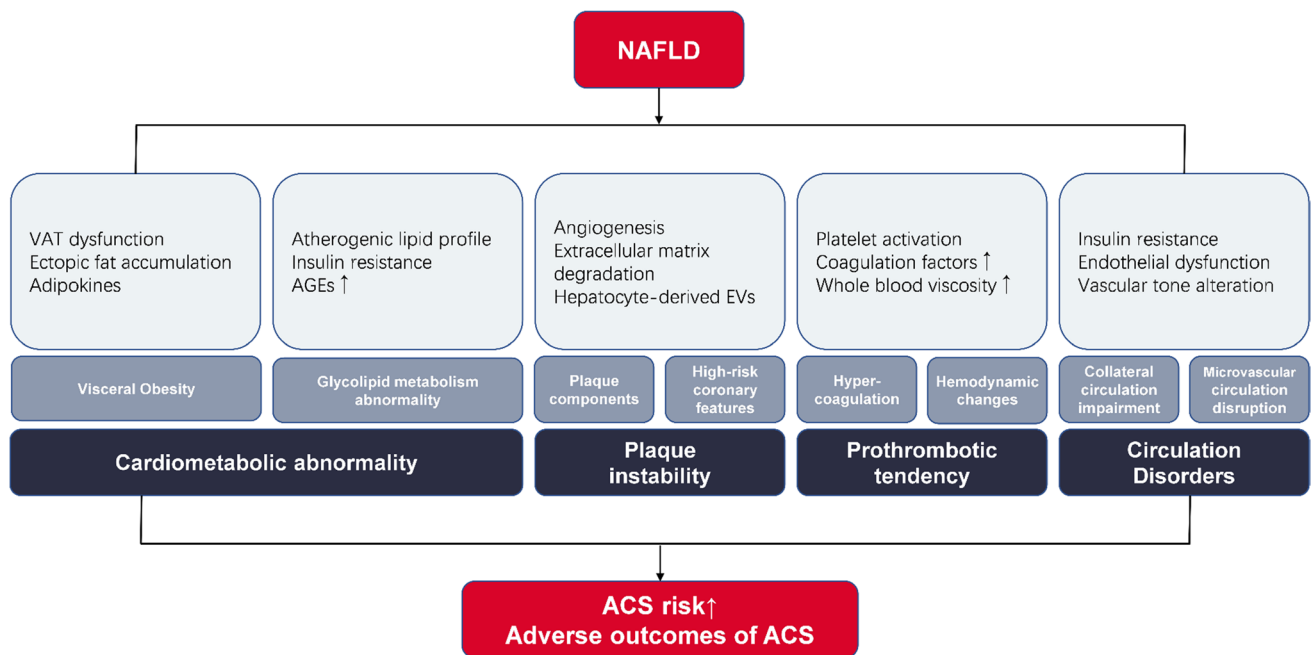 NAFLD
VAT dysfunction
Ectopic fat accumulation
Adipokines
Atherogenic lipid profile
Insulin resistance
AGEs ↑
Angiogenesis
Extracellular matrix
degradation
Hepatocyte-derived EVs
Platelet activation
Coagulation factors ↑
Whole blood viscosity ↑
Insulin resistance
Endothelial dysfunction
Vascular tone alteration
Visceral Obesity
Glycolipid metabolism
abnormality
Plaque
components
High-risk
coronary
features
Hyper-
coagulation
Hemodynamic
changes
Collateral
circulation
impairment
Microvascular
circulation
disruption
Cardiometabolic abnormality
Plaque
instability
Prothrombotic
tendency
Circulation
Disorders
ACS risk↑
Adverse outcomes of ACS